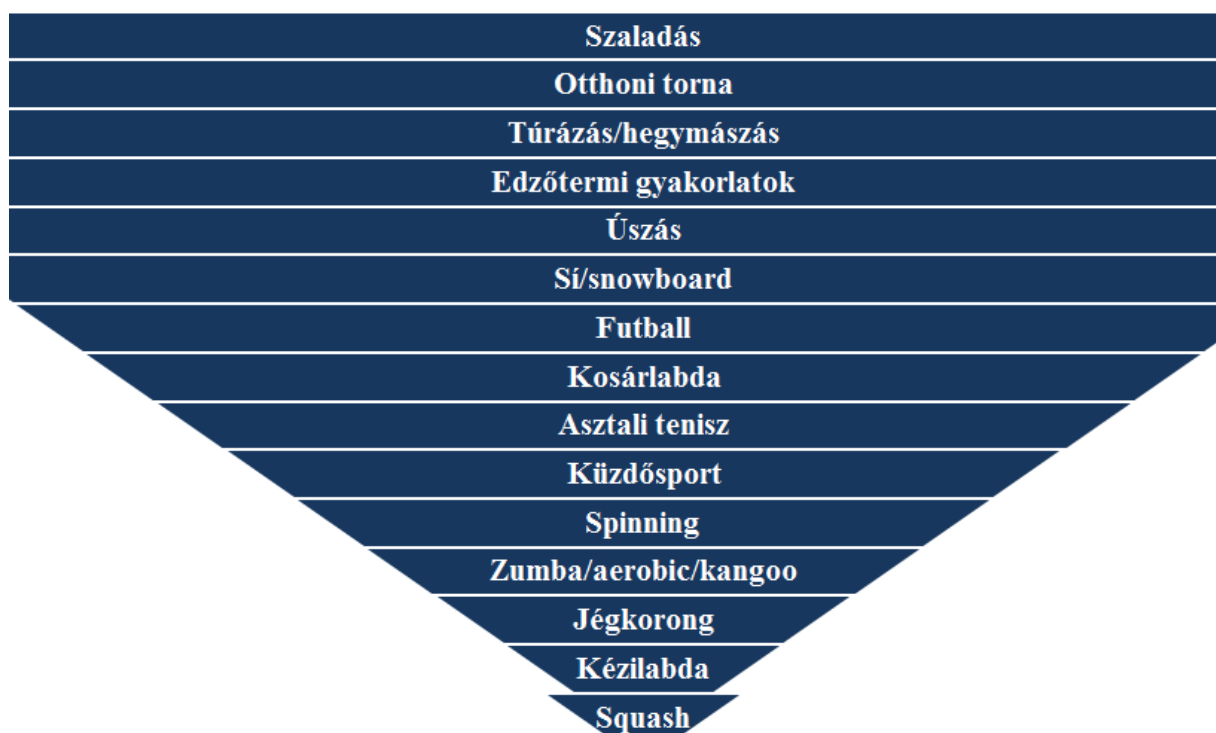 Szaladás
Otthoni torna
Túrázás/hegymászás
Edzőtermi gyakorlatok
Úszás
Sí/snowboard
Futball
Kosárlabda
Asztali tenisz
Küzdősport
Spinning
Zumba/aerobic/kangoo
Jégkorong
Kézilabda
Squash